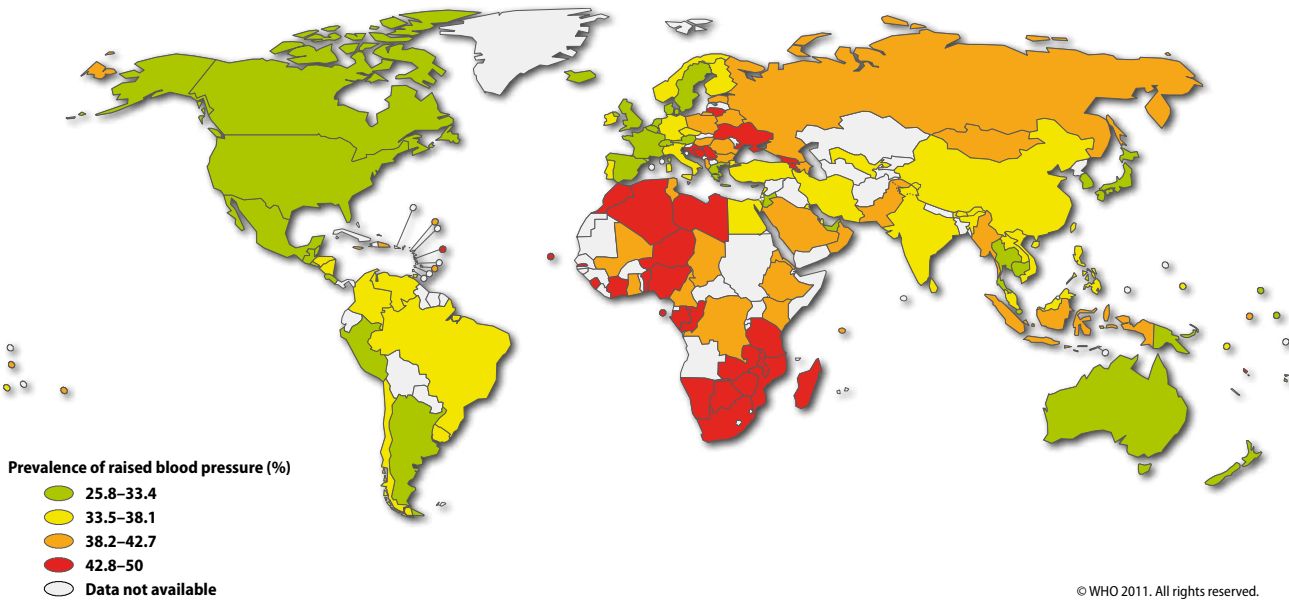 Prevalence of raised blood pressure (%)
25.8–33.4
33.5–38.1
38.2–42.7
42.8–50
Data not available
© WHO 2011. All rights reserved.